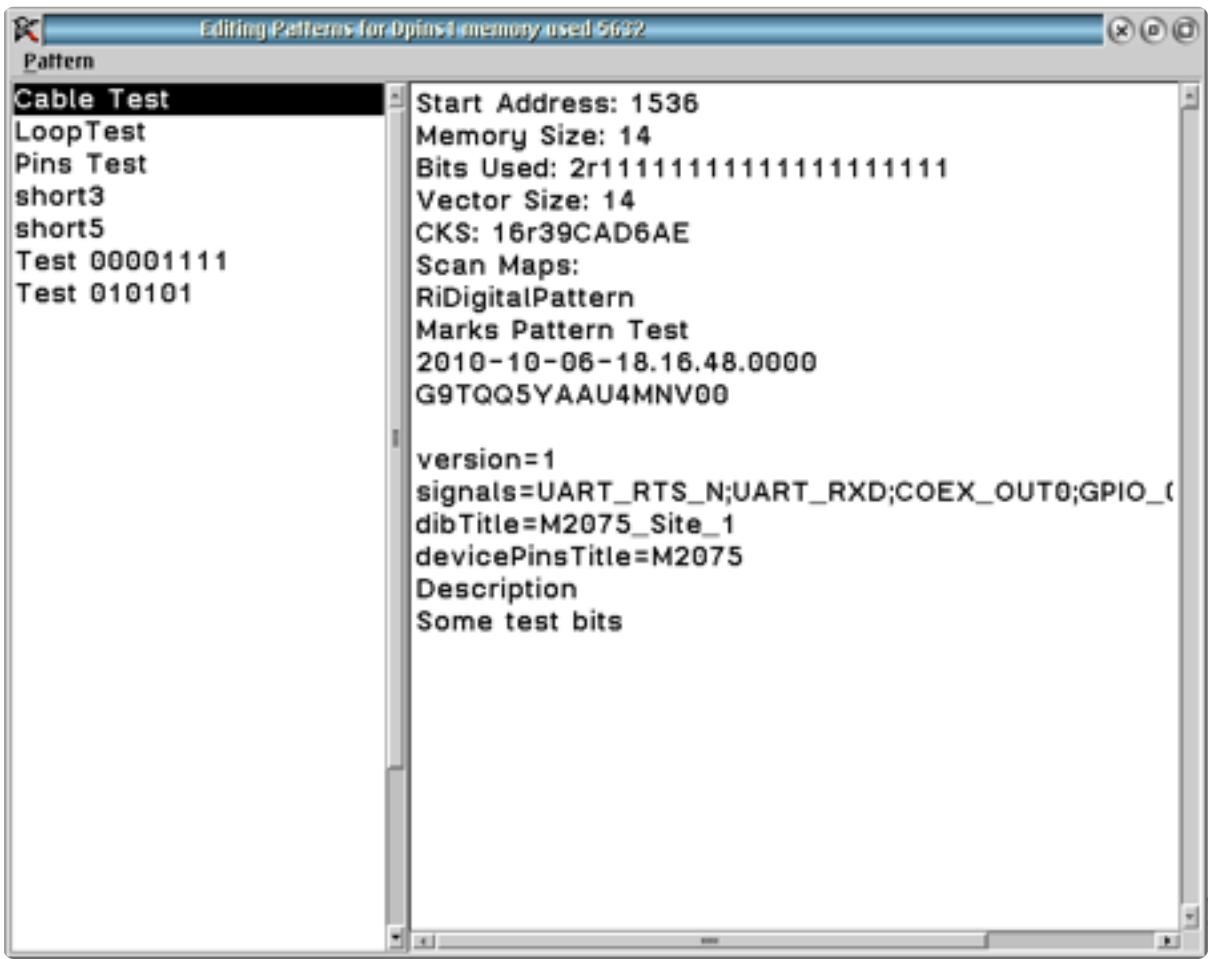 Editing Patterns for Dpins1 memory used 5632
Pattern
Cable Test
LoopTest
Pins Test
short3
short5
Test 00001111
Test 010101
Start Address: 1536
Memory Size: 14
Bits Used: 2r11111111111111111111111
Vector Size: 14
CKS: 16r39CAD6AE
Scan Maps:
RiDigitalPattern
Marks Pattern Test
2010-10-06-18.16.48.0000
G9TQQ5YAAU4MNV00
version=1
signals=UART_RTS_N;UART_RXD;COEX_OUT0;GPIO_
dibTitle=M2075_Site_1
devicePinsTitle=M2075
Description
Some test bits